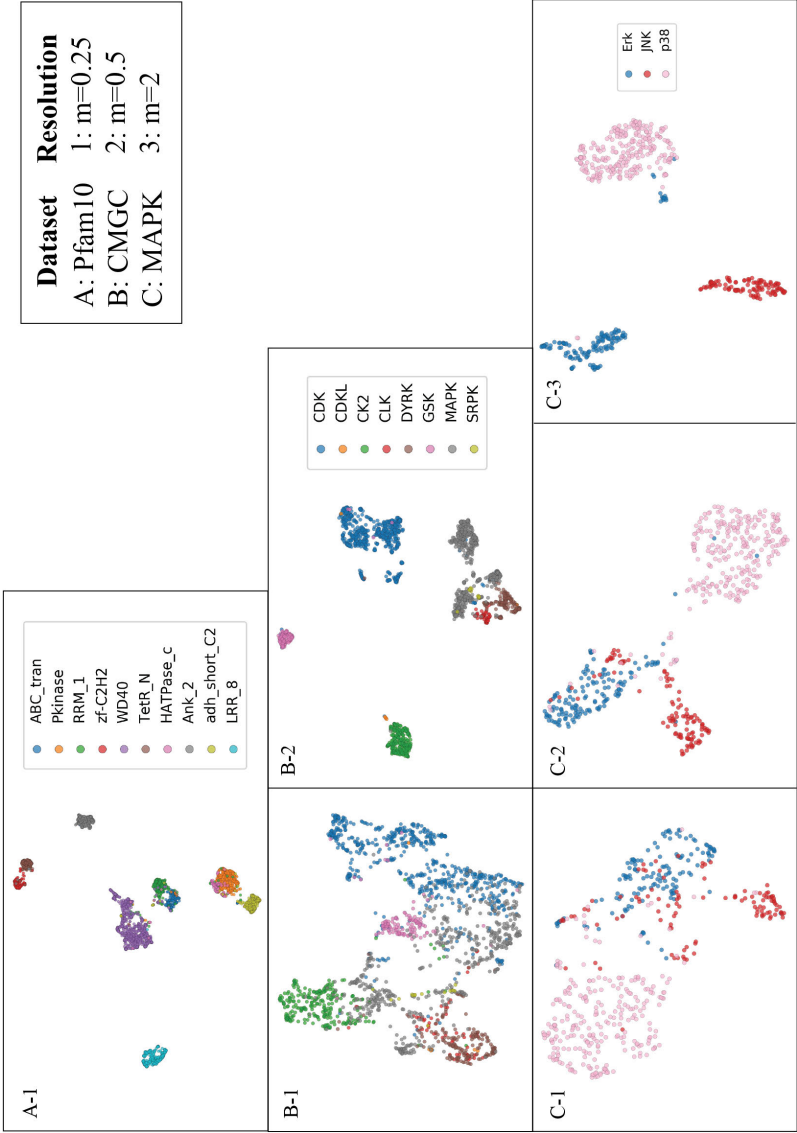 A-1
ABC_tran
Pkinase
RRM_1
zf-C2H2
WD40
TetR_N
HATPase_c
Ank_2
adh_short_C2
LRR_8
Dataset Resolution
A: Pfam10 1: m=0.25
B: CMGC 2: m=0.5
C: MAPK 3: m=2
B-1
B-2
CDK
CDKL
CK2
CLK
DYRK
GSK
MAPK
SRPK
C-1
C-2
C-3
Erk
JNK
p38